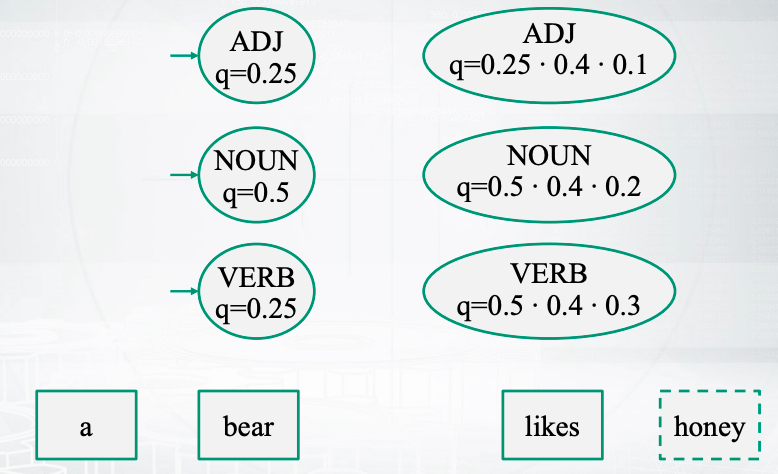 ADJ
q=0.25
ADJ
q=0.25 · 0.4 · 0.1
NOUN
q=0.5
NOUN
q=0.5 · 0.4 · 0.2
VERB
q=0.25
VERB
q=0.5 · 0.4 · 0.3
a
bear
likes
honey